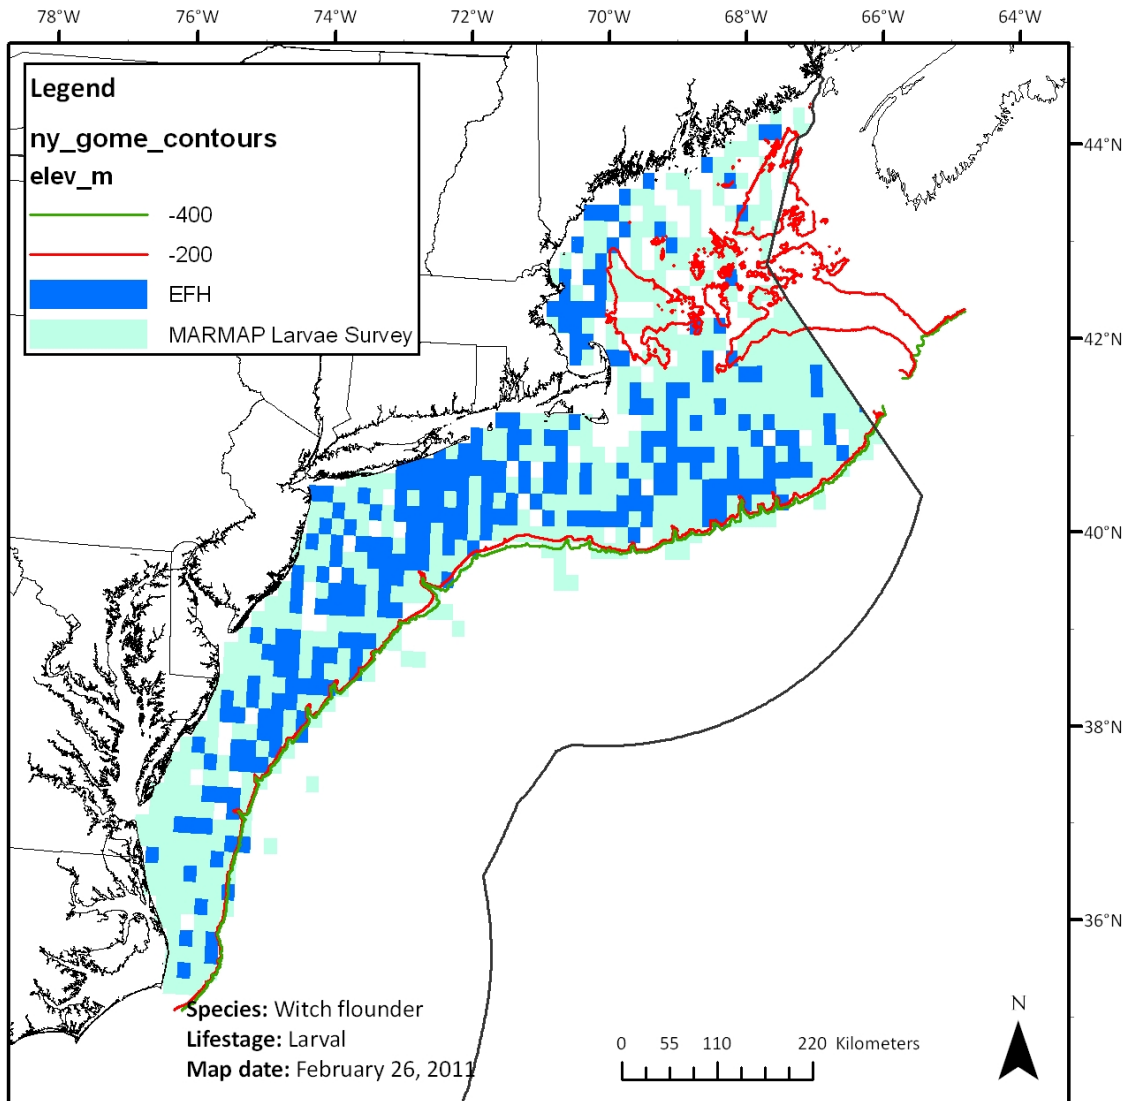 78°W 76°W 74°W 72°W 70°W 68°W 66°W 64°W
Legend
ny_gome_contours
elev_m
-400
-200
EFH
MARMAP Larvae Survey
44°N
42°N
40°N
38°N
36°N
Species: Witch flounder
Lifestage: Larval
Map date: February 26, 2011
N
0 55 110 220 Kilometers